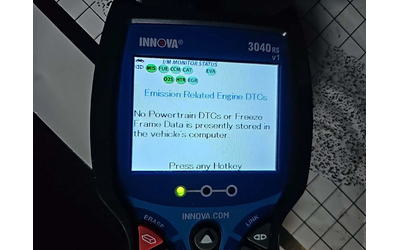 INNOVA®
3040RS
v1
I/M MONITOR STATUS
MIS FUE CCM CAT EVA
O2S HTR EGR
Emission Related Engine DTCs
No Powertrain DTCs or Freeze
Frame Data is presently stored in
the vehicle's computer
Press any Hotkey
INNOVA.COM
ERASE
LINK